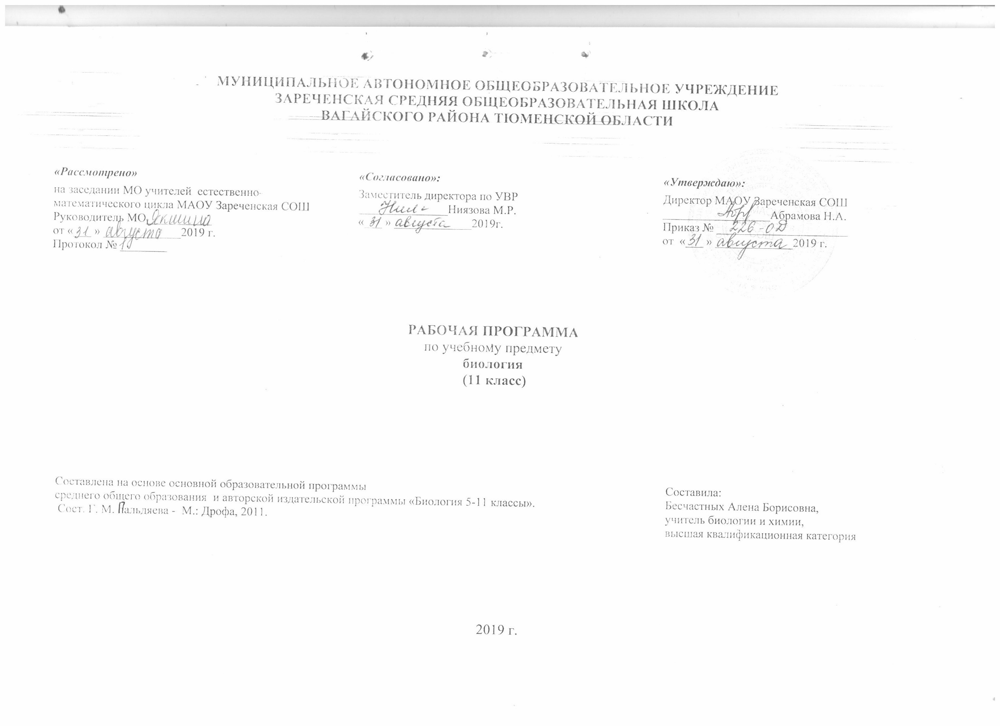 МУНИЦИПАЛЬНОЕ АВТОНОМНОЕ ОБЩЕОБРАЗОВАТЕЛЬНОЕ УЧРЕЖДЕНИЕ
ЗАРЕЧЕНСКАЯ СРЕДНЯЯ ОБЩЕОБРАЗОВАТЕЛЬНАЯ ШКОЛА
ВАГАЙСКОГО РАЙОНА ТЮМЕНСКОЙ ОБЛАСТИ
«Рассмотрено»
на заседании МО учителей естественно-
математического цикла МАОУ Зареченская СОШ
Руководитель МО Якшина
от «31» августа 2019 г.
Протокол № 1
«Согласовано»:
Заместитель директора по УВР
Ниязова М.Р.
«31» августа 2019г.
«Утверждаю»:
Директор МАОУ Зареченская СОШ
Абрамова Н.А.
Приказ № 226-ОД
от «31» августа 2019 г.
РАБОЧАЯ ПРОГРАММА
по учебному предмету
биология
(11 класс)
Составлена на основе основной образовательной программы
среднего общего образования и авторской издательской программы «Биология 5-11 классы».
Сост. Г. М. Пальдяева - М.: Дрофа, 2011.
Составила:
Бесчастных Алена Борисовна,
учитель биологии и химии,
высшая квалификационная категория
2019 г.